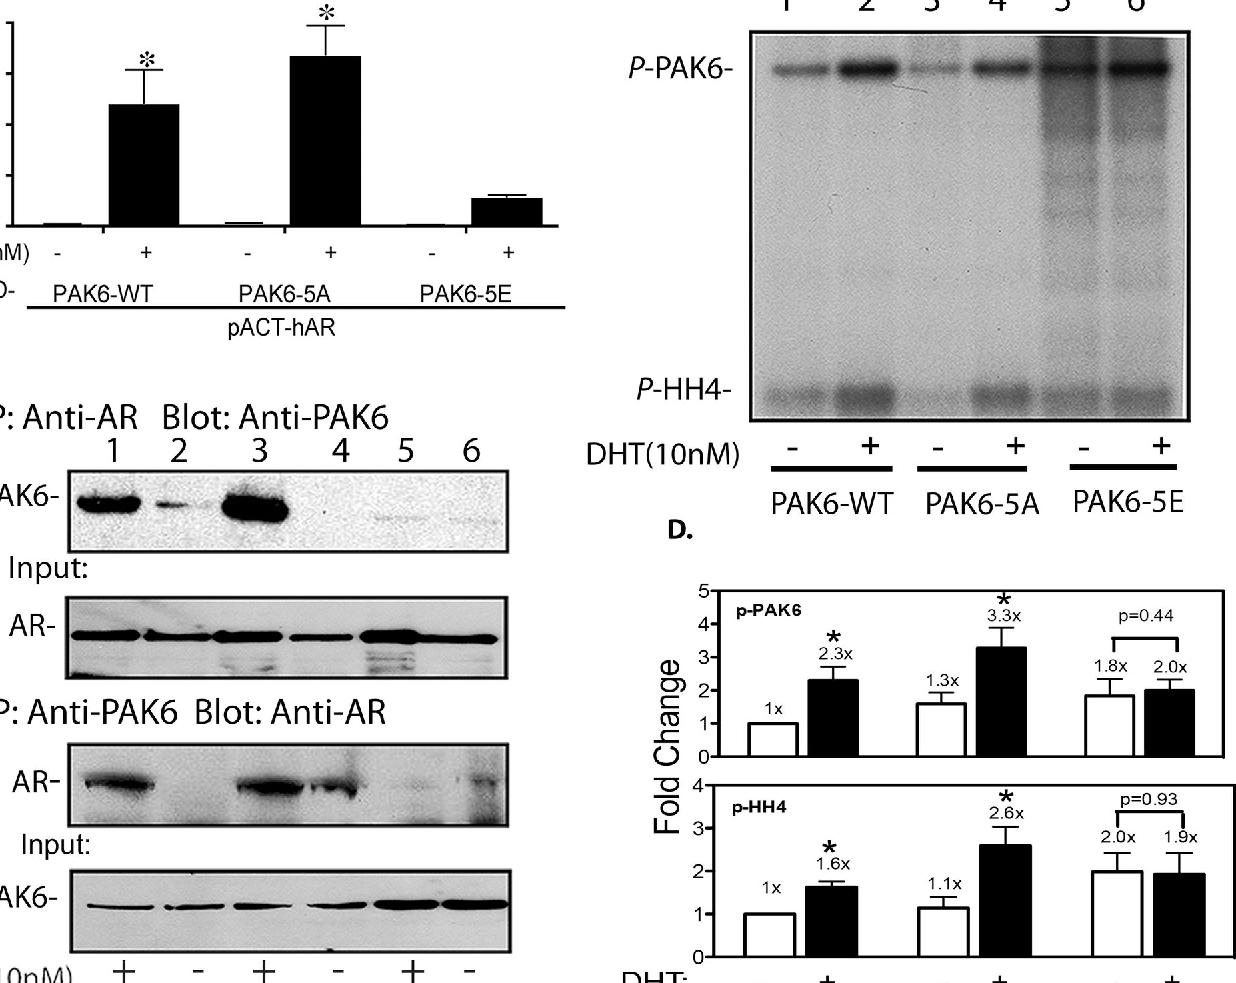 *
*
nM) - + - + - +
D- PAK6-WT PAK6-5A PAK6-5E
pACT-hAR
P: Anti-AR Blot: Anti-PAK6
1 2 3 4 5 6
AK6-
Input:
AR-
P: Anti-PAK6 Blot: Anti-AR
AR-
Input:
AK6-
0nM) + - + - + -
1 2 3 4 5 6
P-PAK6-
P-HH4-
DHT(10nM) - + - + - +
PAK6-WT PAK6-5A PAK6-5E
D.
Fold Change
5
4
3
2
1
0
p-PAK6
1x
*
2.3x
1.3x
*
3.3x
p=0.44
1.8x 2.0x
4
3
2
1
0
p-HH4
1x
*
1.6x
1.1x
*
2.6x
p=0.93
2.0x 1.9x
DHT: - + - + - +